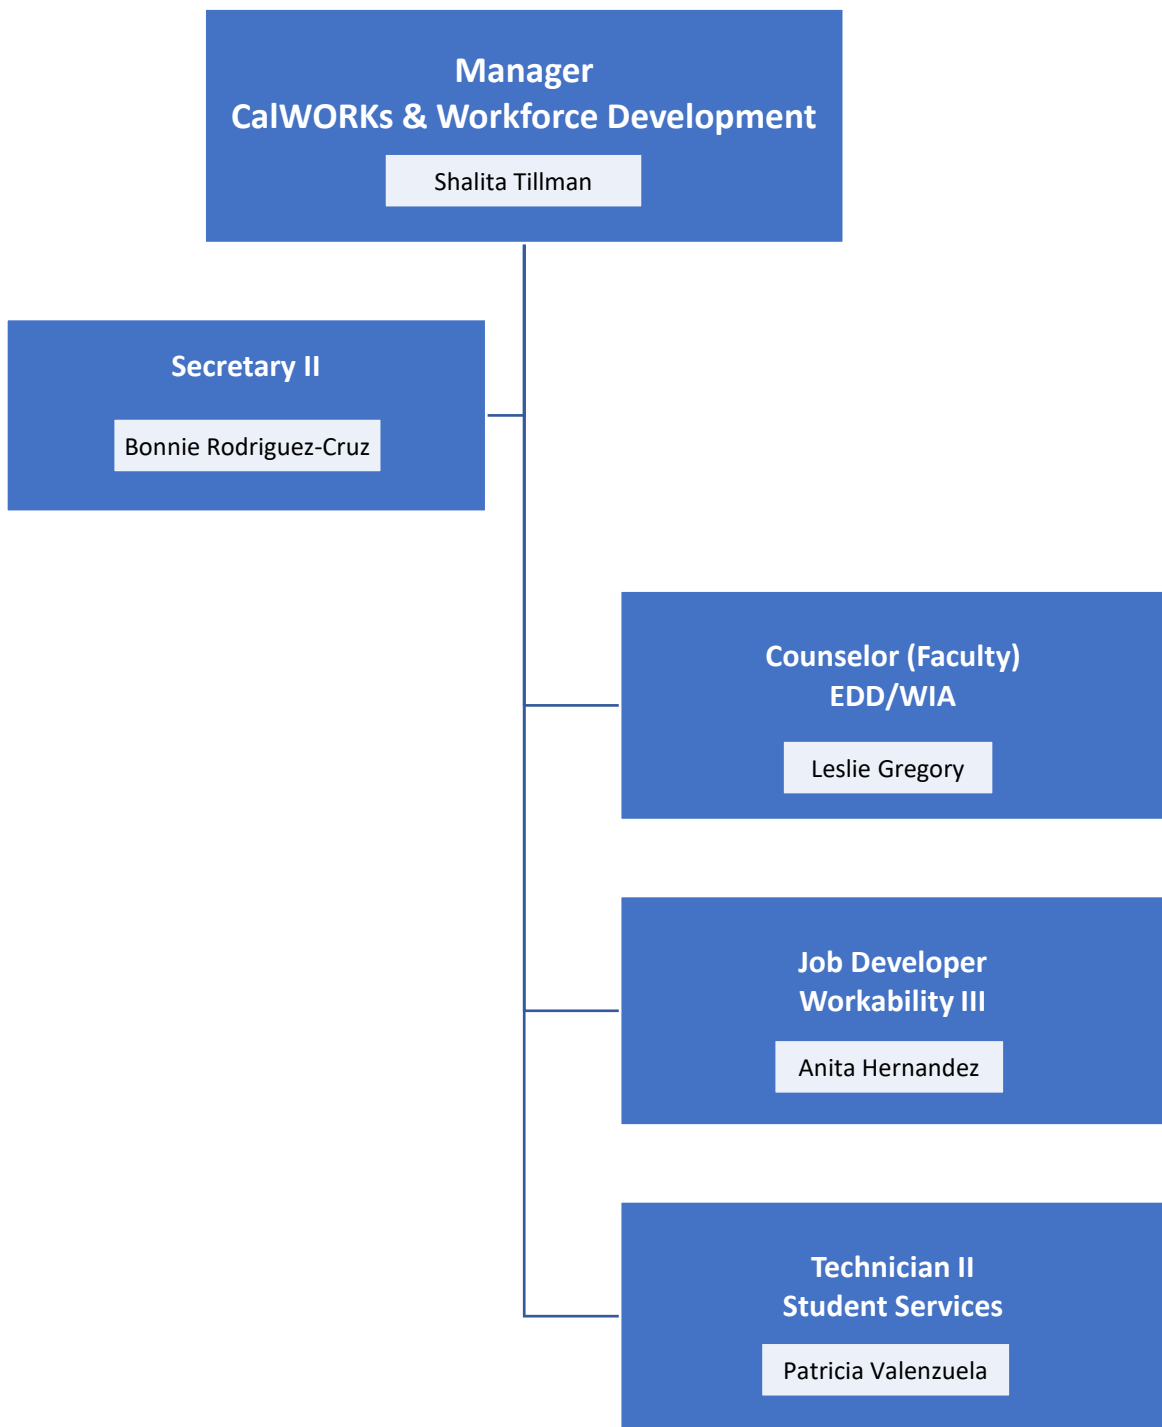 Manager
CalWORKs & Workforce Development
Shalita Tillman
Secretary II
Bonnie Rodriguez-Cruz
Counselor (Faculty)
EDD/WIA
Leslie Gregory
Job Developer
Workability III
Anita Hernandez
Technician II
Student Services
Patricia Valenzuela